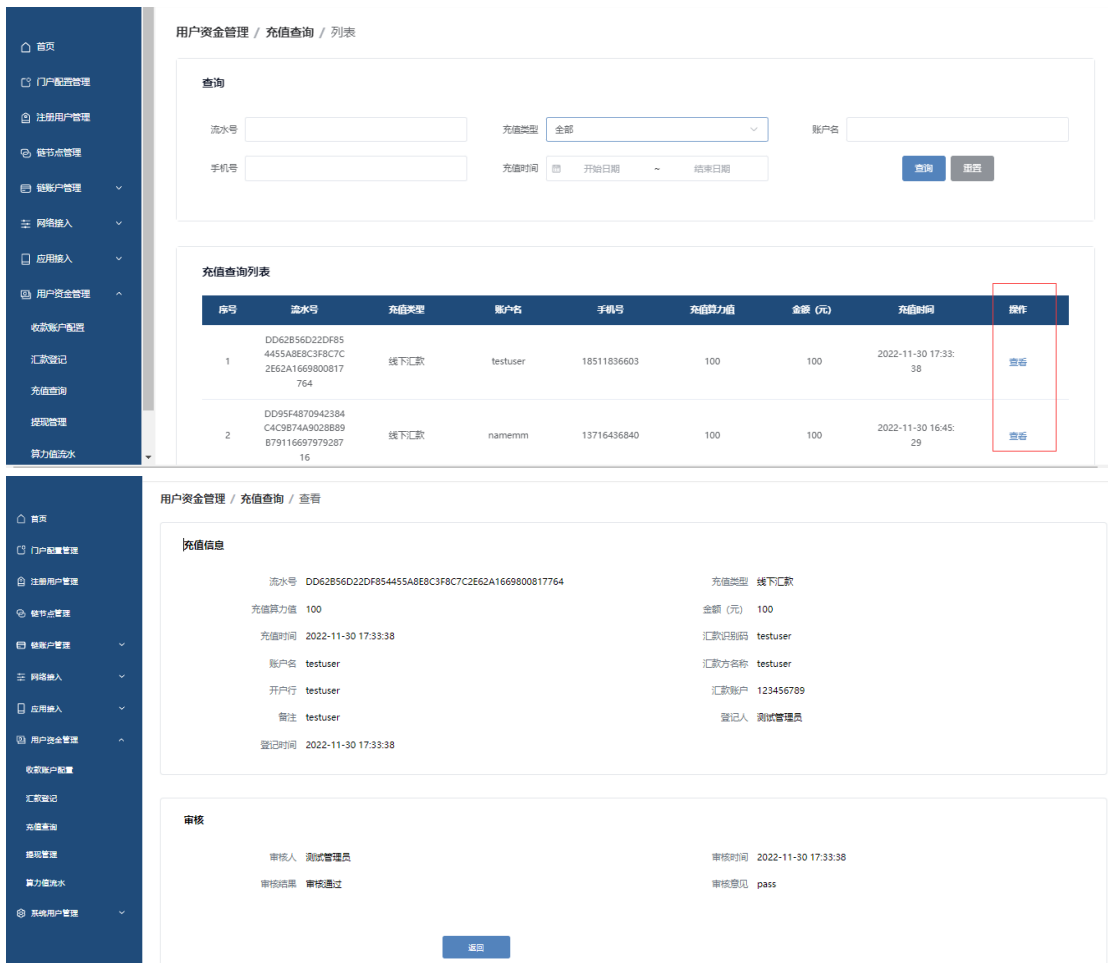 用户资金管理 / 充值查询 / 列表
首页
门户配置管理
注册用户管理
链节点管理
链账户管理
网络接入
应用接入
用户资金管理
收款账户配置
汇款登记
充值查询
提现管理
算力值流水
查询
流水号
充值类型 全部
账户名
手机号
充值时间 开始日期 ~ 结束日期
查询 重置
充值查询列表
序号 流水号 充值类型 账户名 手机号 充值算力值 金额（元） 充值时间 操作
DD62B56D22DF85
4455A8E8C3F8C7C
1 2E62A1669800817 线下汇款 testuser 18511836603 100 100 2022-11-30 17:33: 查看
764 38
DD95F4870942384
C4C9B74A9028B89
2 B79116697979287 线下汇款 namemm 13716436840 100 100 2022-11-30 16:45: 查看
16 29
用户资金管理 / 充值查询 / 查看
首页
门户配置管理
注册用户管理
链节点管理
链账户管理
网络接入
应用接入
用户资金管理
收款账户配置
汇款登记
充值查询
提现管理
算力值流水
系统用户管理
充值信息
流水号 DD62B56D22DF854455A8E8C3F8C7C2E62A1669800817764 充值类型 线下汇款
充值算力值 100 金额（元） 100
充值时间 2022-11-30 17:33:38 汇款识别码 testuser
账户名 testuser 汇款方名称 testuser
开户行 testuser 汇款账户 123456789
备注 testuser 登记人 测试管理员
登记时间 2022-11-30 17:33:38
审核
审核人 测试管理员 审核时间 2022-11-30 17:33:38
审核结果 审核通过 审核意见 pass
返回